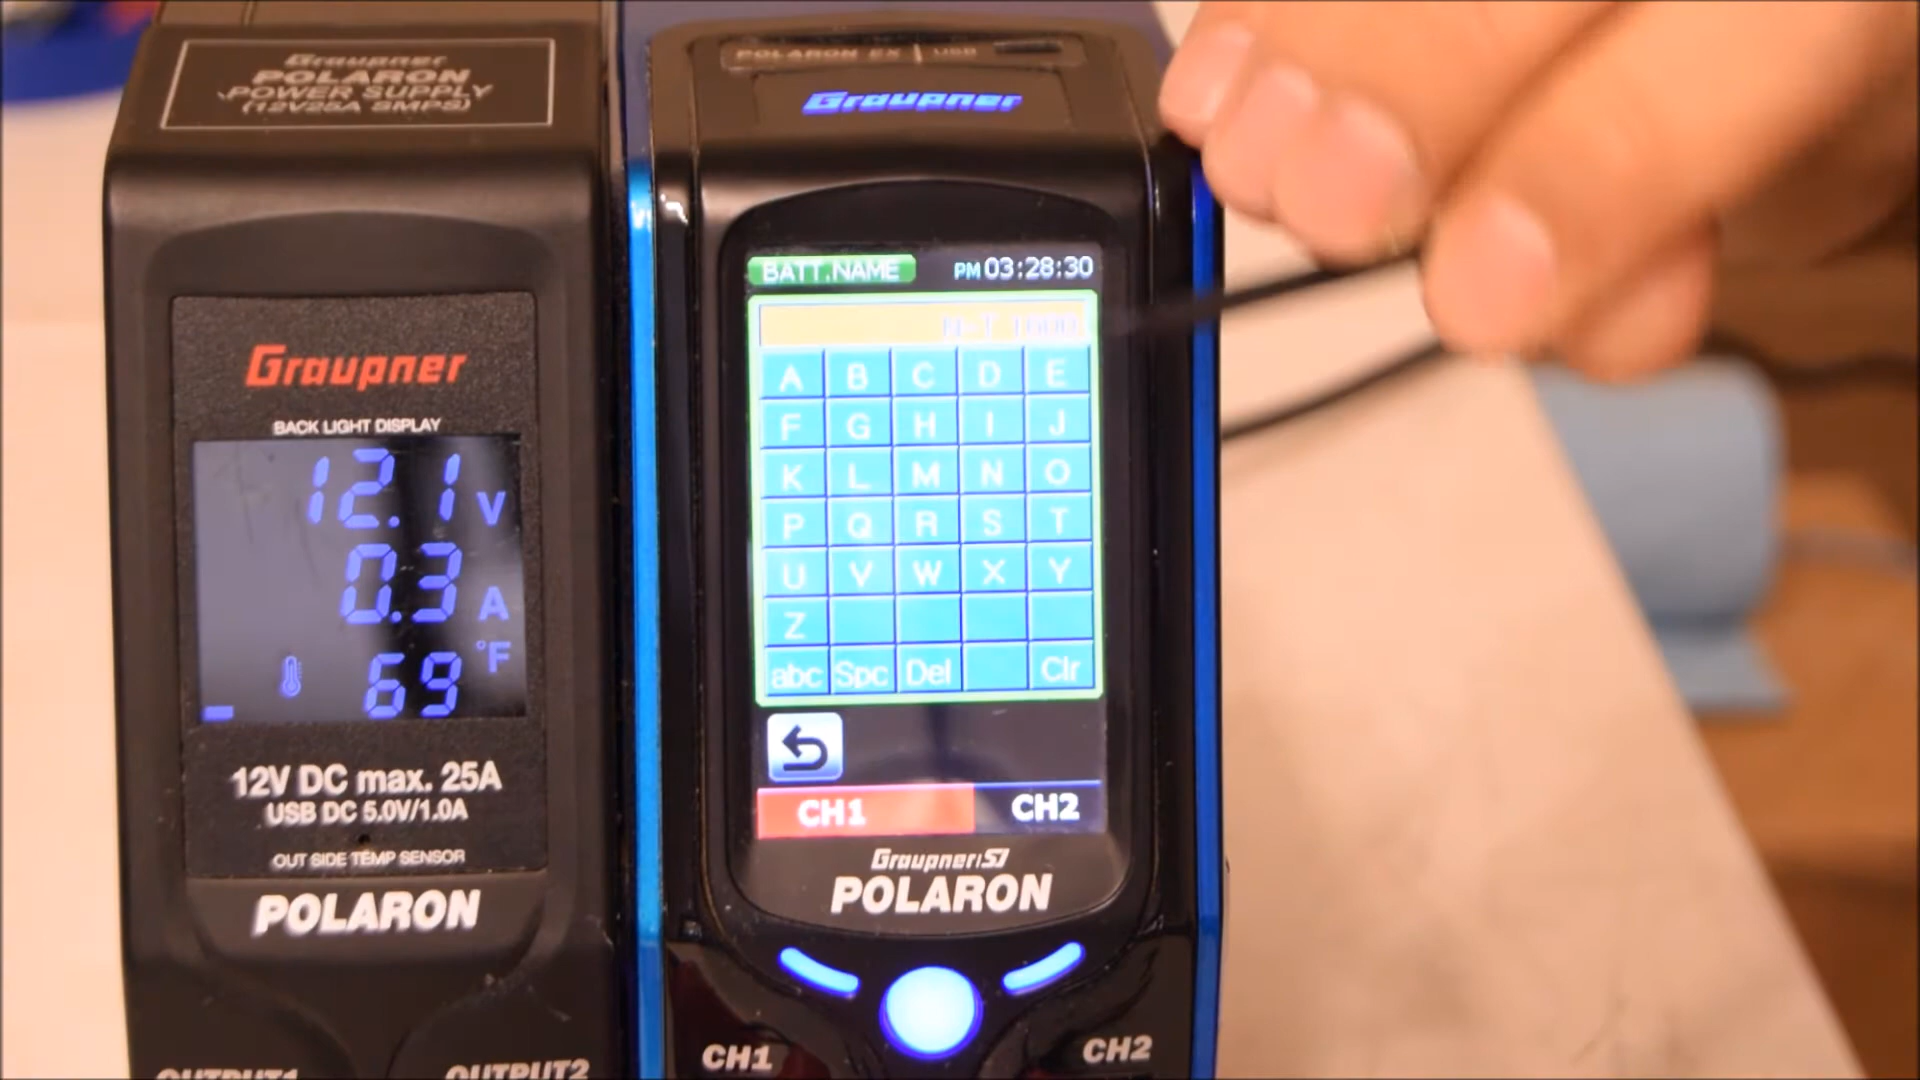 Graupner
POLARON
POWER SUPPLY
(12V25A SMPS)
Graupner
BACK LIGHT DISPLAY
12.1 V
0.3 A
69 °F
12V DC max. 25A
USB DC 5.0V/1.0A
OUT SIDE TEMP SENSOR
POLARON
OUTPUT1 OUTPUT2
POLARON EX | USB
Graupner
BATT.NAME PM 03:28:30
1600
A B C D E
F G H I J
K L M N O
P Q R S T
U V W X Y
Z
abc Spc Del Clr
CH1 CH2
Graupner/SJ
POLARON
CH1 CH2